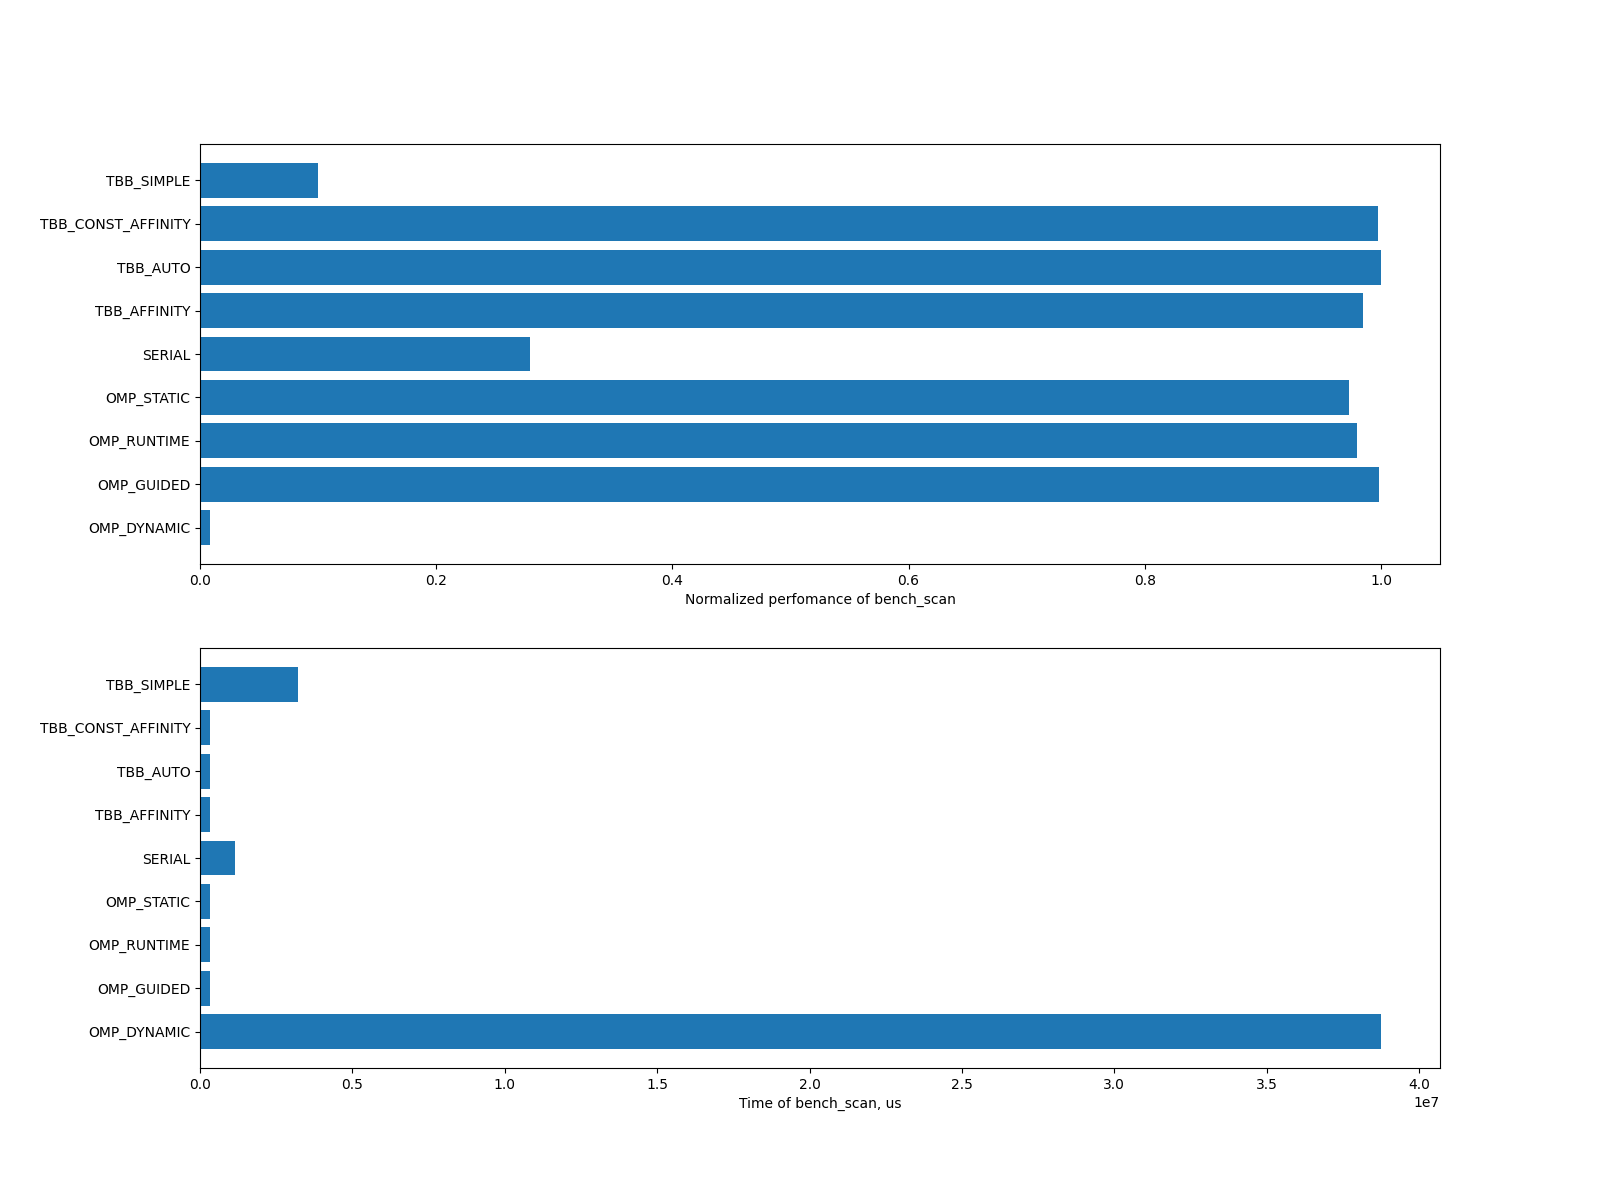 TBB_SIMPLE
TBB_CONST_AFFINITY
TBB_AUTO
TBB_AFFINITY
SERIAL
OMP_STATIC
OMP_RUNTIME
OMP_GUIDED
OMP_DYNAMIC
0.0 0.2 0.4 0.6 0.8 1.0
Normalized perfomance of bench_scan
TBB_SIMPLE
TBB_CONST_AFFINITY
TBB_AUTO
TBB_AFFINITY
SERIAL
OMP_STATIC
OMP_RUNTIME
OMP_GUIDED
OMP_DYNAMIC
0.0 0.5 1.0 1.5 2.0 2.5 3.0 3.5 4.0
Time of bench_scan, us 1e7